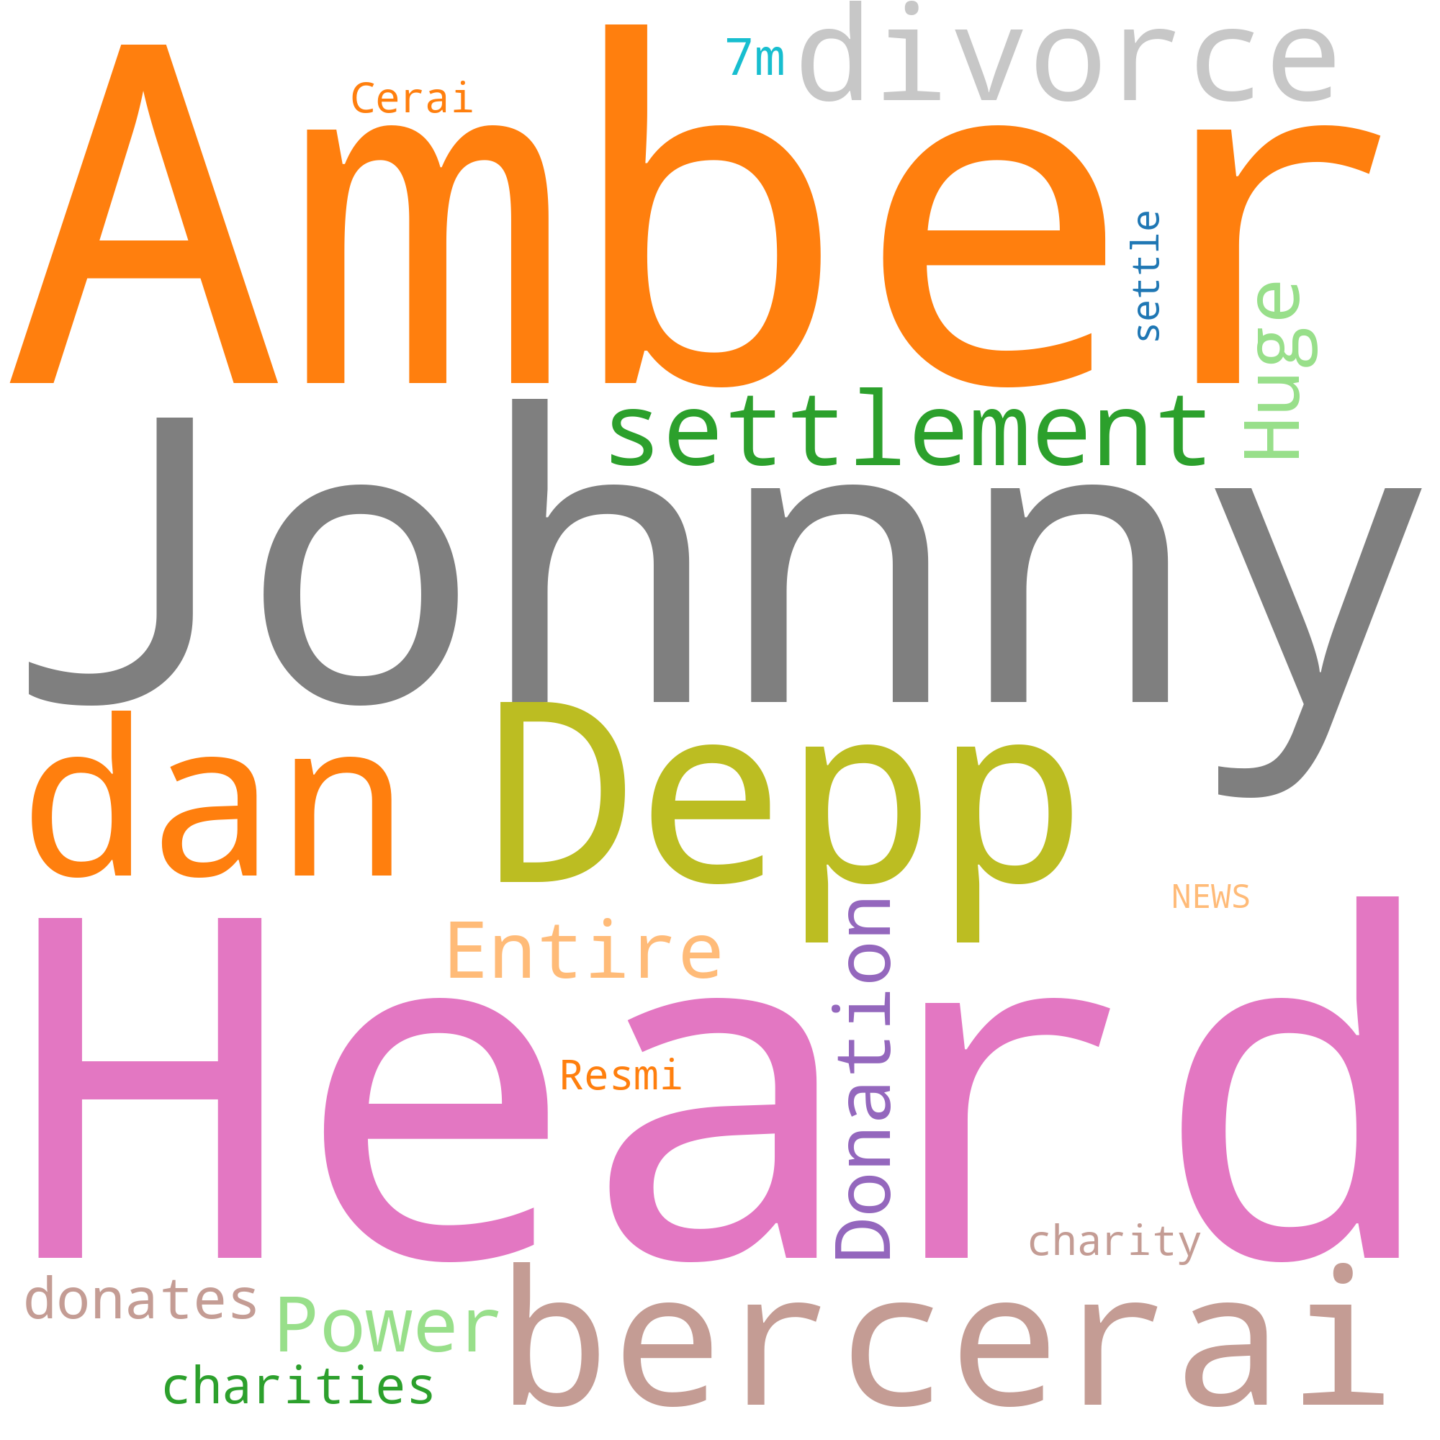 7m divorce
Cerai
Amber
settle
Huge
settlement
Johnny
dan Depp
NEWS
Entire
Donation
Heard
Resmi
charity
donates
Power
bercerai
charities